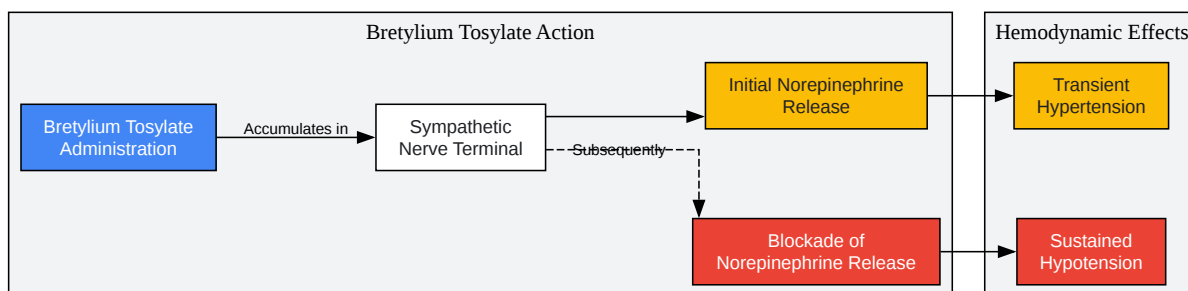 Bretylium Tosylate Action
Hemodynamic Effects
Bretylium Tosylate
Administration
Accumulates in
Sympathetic
Nerve Terminal
Initial Norepinephrine
Release
Transient
Hypertension
Subsequently
Blockade of
Norepinephrine Release
Sustained
Hypotension